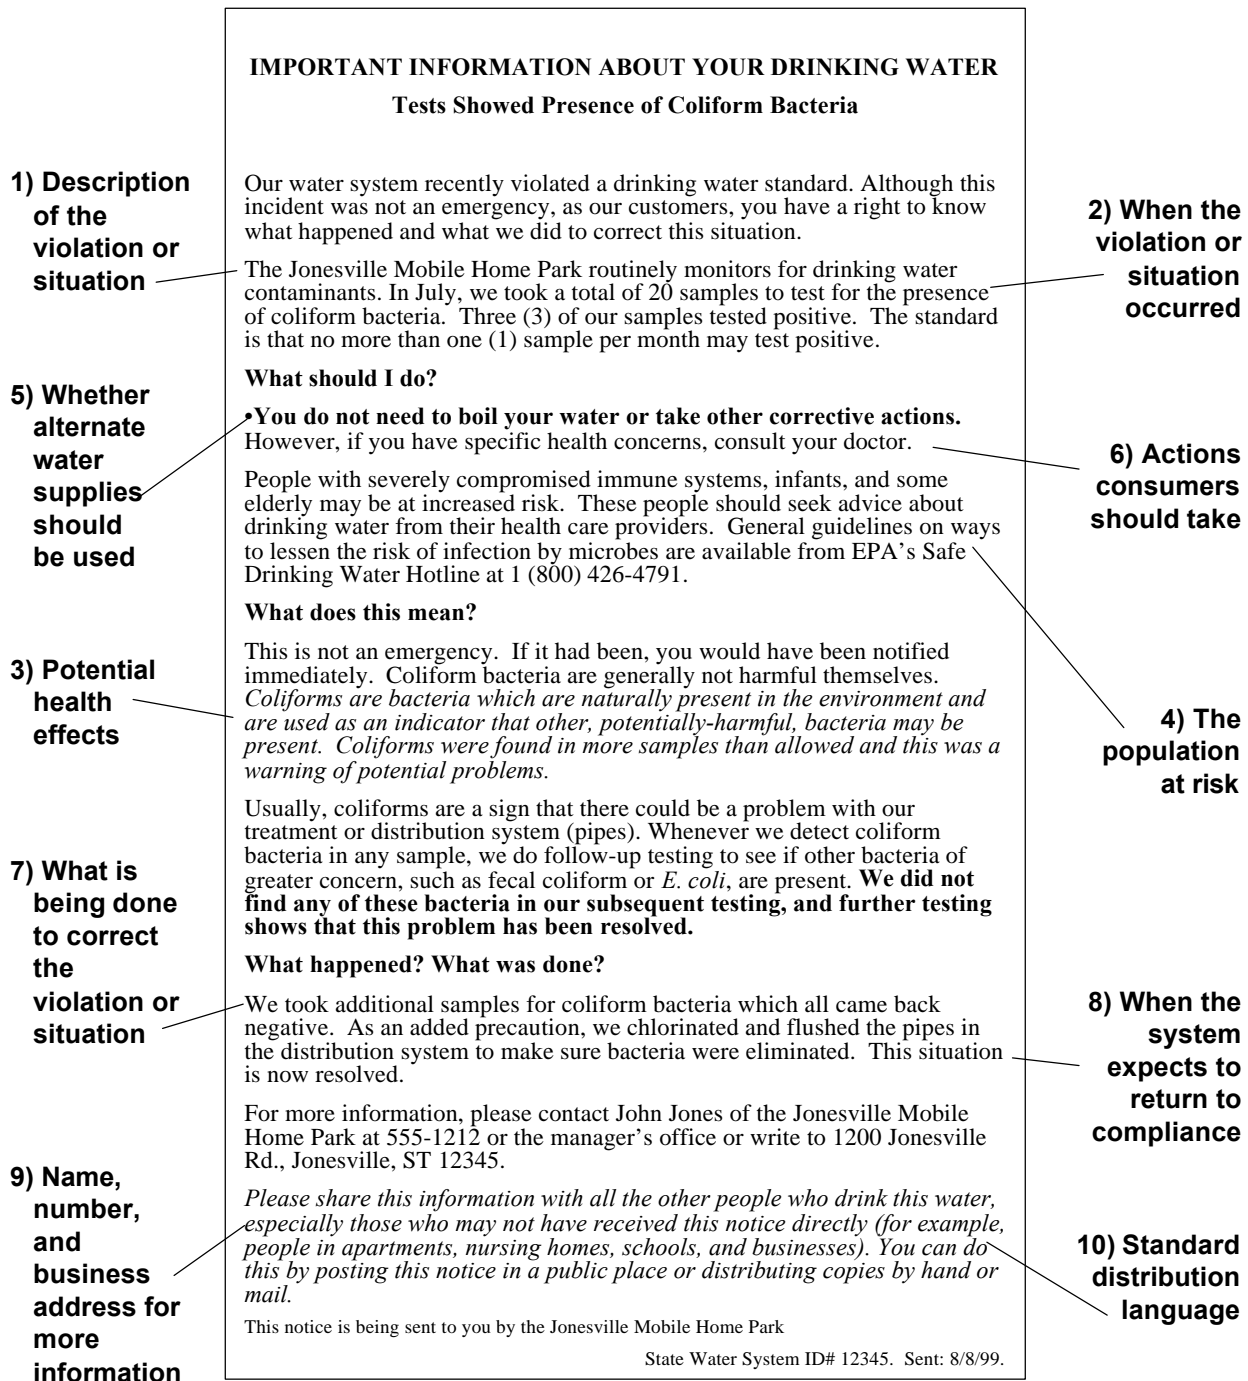 IMPORTANT INFORMATION ABOUT YOUR DRINKING WATER
Tests Showed Presence of Coliform Bacteria
1) Description
of the
violation or
situation
Our water system recently violated a drinking water standard. Although this
incident was not an emergency, as our customers, you have a right to know
what happened and what we did to correct this situation.
2) When the
violation or
situation
occurred
The Jonesville Mobile Home Park routinely monitors for drinking water
contaminants. In July, we took a total of 20 samples to test for the presence
of coliform bacteria. Three (3) of our samples tested positive. The standard
is that no more than one (1) sample per month may test positive.
What should I do?
5) Whether
alternate
water
supplies
should
be used
•You do not need to boil your water or take other corrective actions.
However, if you have specific health concerns, consult your doctor.
6) Actions
consumers
should take
People with severely compromised immune systems, infants, and some
elderly may be at increased risk. These people should seek advice about
drinking water from their health care providers. General guidelines on ways
to lessen the risk of infection by microbes are available from EPA's Safe
Drinking Water Hotline at 1 (800) 426-4791.
What does this mean?
3) Potential
health
effects
This is not an emergency. If it had been, you would have been notified
immediately. Coliform bacteria are generally not harmful themselves.
Coliforms are bacteria which are naturally present in the environment and
are used as an indicator that other, potentially-harmful, bacteria may be
present. Coliforms were found in more samples than allowed and this was a
warning of potential problems.
4) The
population
at risk
Usually, coliforms are a sign that there could be a problem with our
treatment or distribution system (pipes). Whenever we detect coliform
bacteria in any sample, we do follow-up testing to see if other bacteria of
greater concern, such as fecal coliform or E. coli, are present. We did not
find any of these bacteria in our subsequent testing, and further testing
shows that this problem has been resolved.
7) What is
being done
to correct
the
violation or
situation
What happened? What was done?
We took additional samples for coliform bacteria which all came back
negative. As an added precaution, we chlorinated and flushed the pipes in
the distribution system to make sure bacteria were eliminated. This situation
is now resolved.
8) When the
system
expects to
return to
compliance
For more information, please contact John Jones of the Jonesville Mobile
Home Park at 555-1212 or the manager's office or write to 1200 Jonesville
Rd., Jonesville, ST 12345.
9) Name,
number,
and
business
address for
more
information
Please share this information with all the other people who drink this water,
especially those who may not have received this notice directly (for example,
people in apartments, nursing homes, schools, and businesses). You can do
this by posting this notice in a public place or distributing copies by hand or
mail.
10) Standard
distribution
language
This notice is being sent to you by the Jonesville Mobile Home Park
State Water System ID# 12345. Sent: 8/8/99.